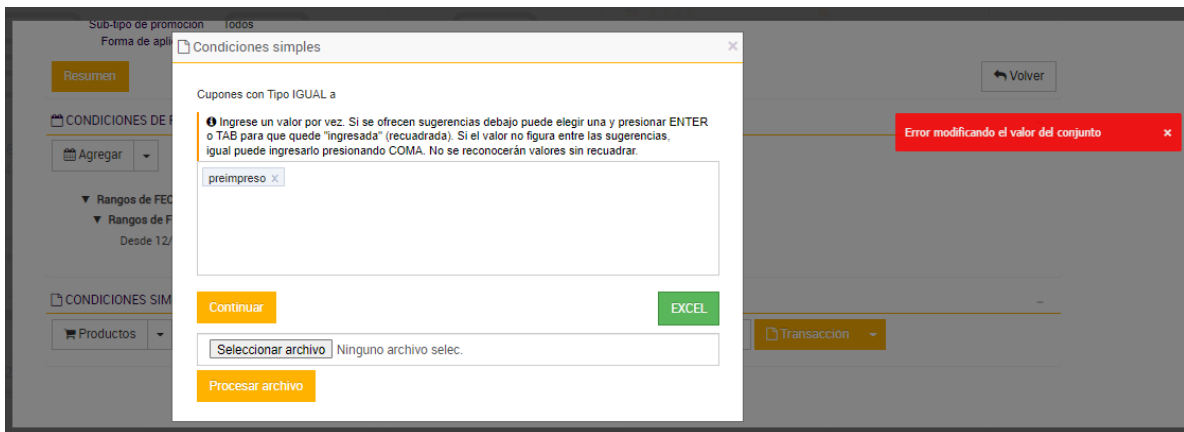 Sub-tipo de promoción Todos
Forma de apli
Condiciones simples ×
Resumen
Volver
Cupones con Tipo IGUAL a
CONDICIONES DE
Ingrese un valor por vez. Si se ofrecen sugerencias debajo puede elegir una y presionar ENTER
o TAB para que quede "ingresada" (recuadrada). Si el valor no figura entre las sugerencias,
igual puede ingresarlo presionando COMA. No se reconocerán valores sin recuadrar.
Error modificando el valor del conjunto ×
Agregar
preimpreso ×
▼ Rangos de FEC
▼ Rangos de F
Desde 12/
CONDICIONES SIM
Continuar
EXCEL
Productos
Transacción
Seleccionar archivo Ninguno archivo selec.
Procesar archivo